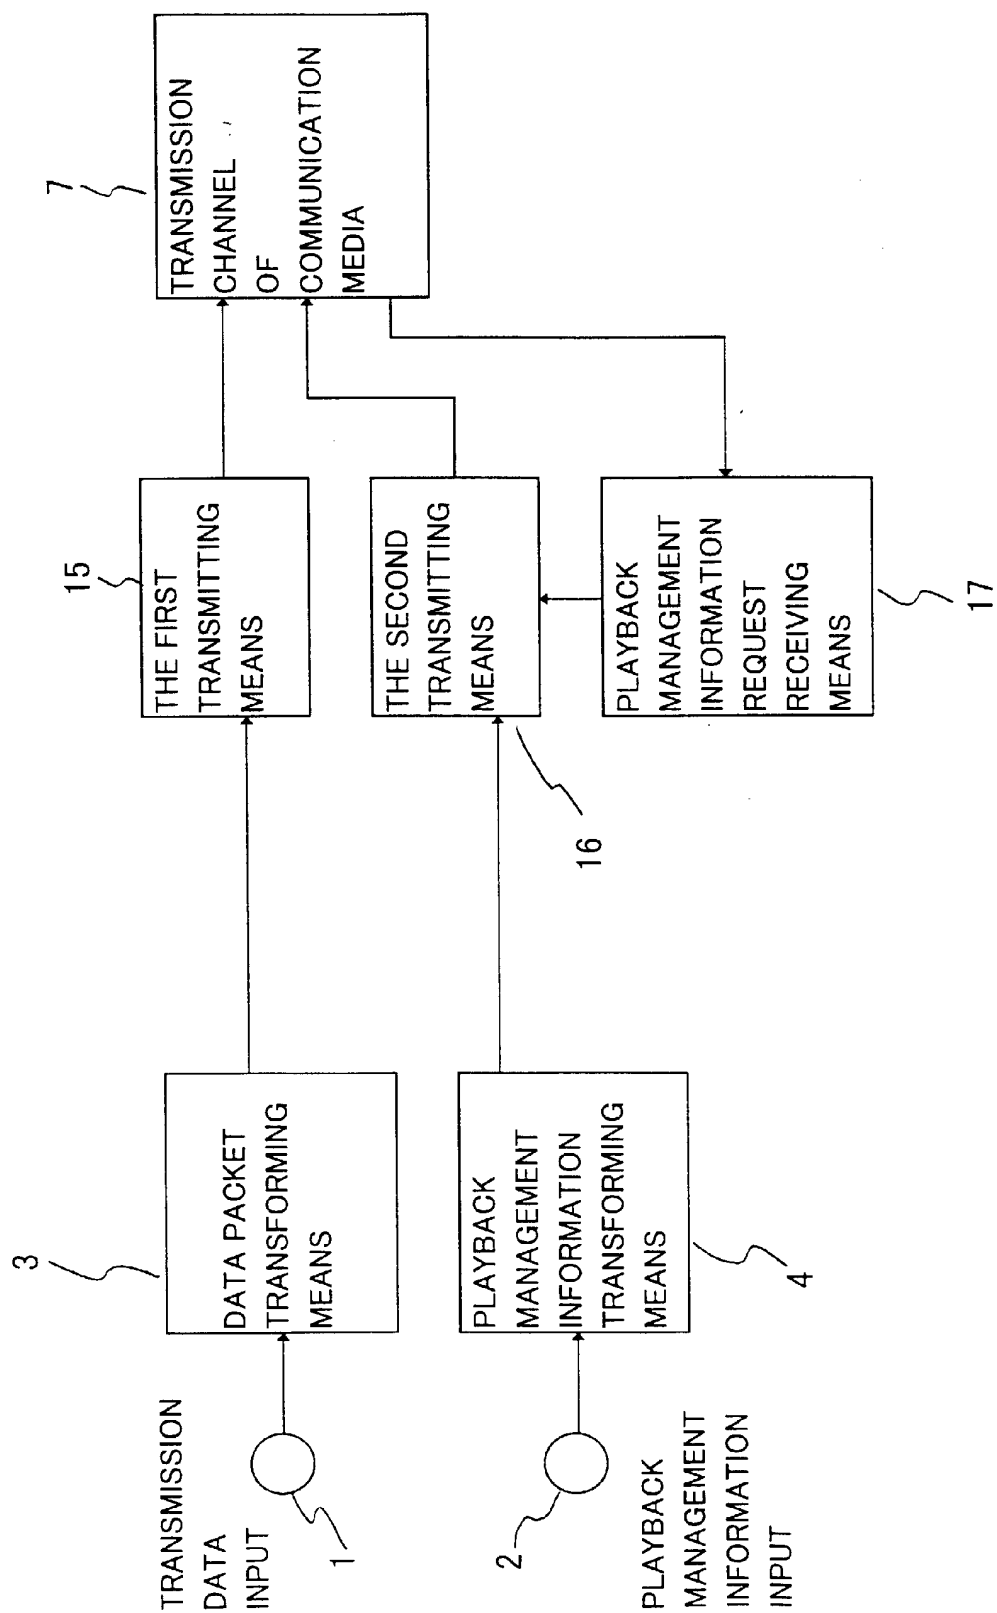 TRANSMISSION
DATA
INPUT
1
3
DATA PACKET
TRANSFORMING
MEANS
15
THE FIRST
TRANSMITTING
MEANS
7
TRANSMISSION
CHANNEL
OF
COMMUNICATION
MEDIA
2
PLAYBACK
MANAGEMENT
INFORMATION
INPUT
PLAYBACK
MANAGEMENT
INFORMATION
TRANSFORMING
MEANS
4
THE SECOND
TRANSMITTING
MEANS
16
PLAYBACK
MANAGEMENT
INFORMATION
REQUEST
RECEIVING
MEANS
17